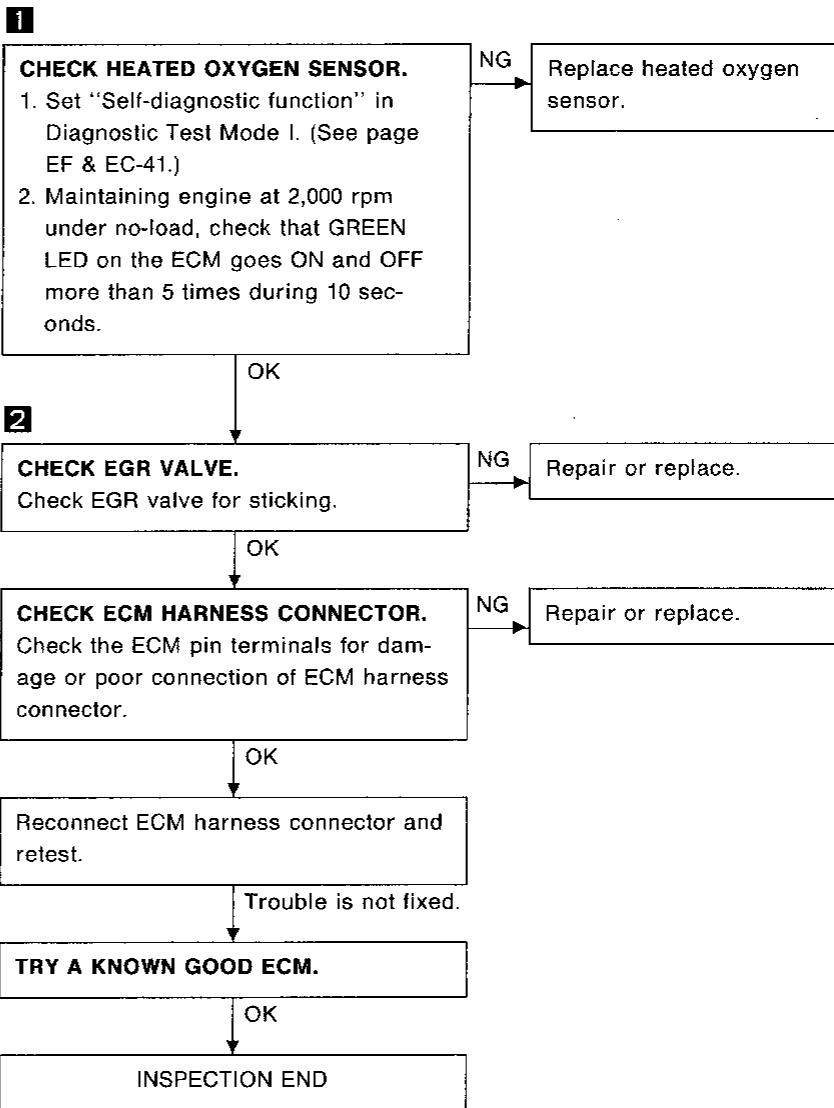 1
CHECK HEATED OXYGEN SENSOR.
1. Set "Self-diagnostic function" in
Diagnostic Test Mode I. (See page
EF & EC-41.)
2. Maintaining engine at 2,000 rpm
under no-load, check that GREEN
LED on the ECM goes ON and OFF
more than 5 times during 10 sec-
onds.
NG
Replace heated oxygen
sensor.
OK
2
CHECK EGR VALVE.
Check EGR valve for sticking.
NG
Repair or replace.
OK
CHECK ECM HARNESS CONNECTOR.
Check the ECM pin terminals for dam-
age or poor connection of ECM harness
connector.
NG
Repair or replace.
OK
Reconnect ECM harness connector and
retest.
Trouble is not fixed.
TRY A KNOWN GOOD ECM.
OK
INSPECTION END